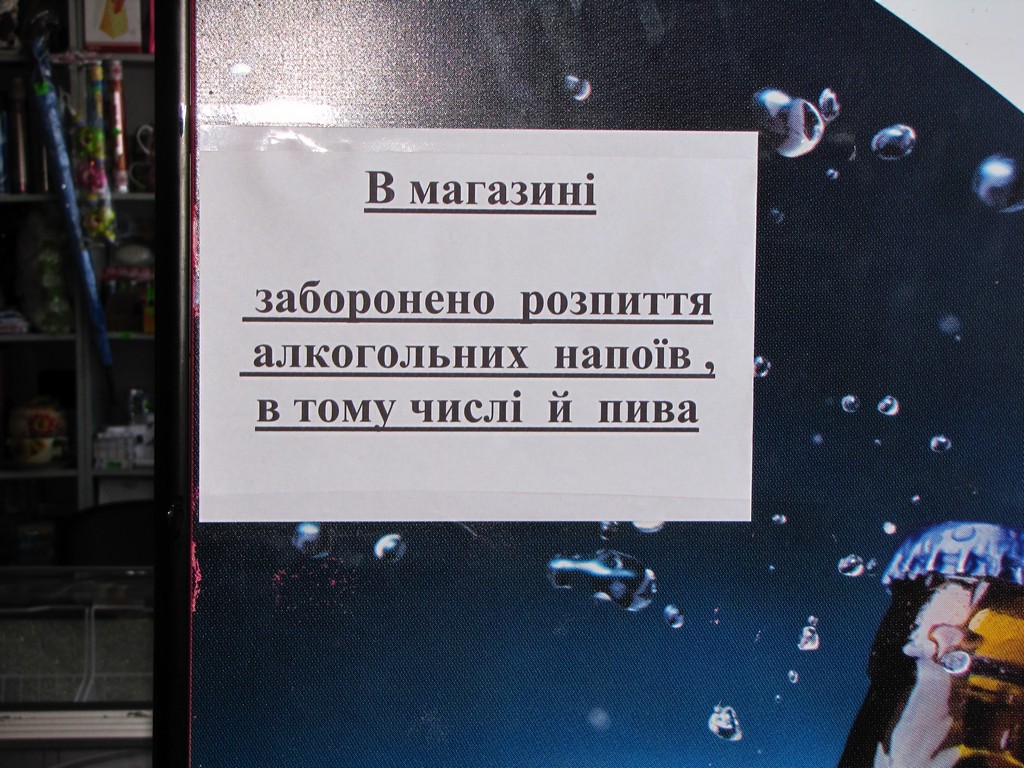 В магазині
заборонено розпиття
алкогольних напоїв ,
в тому числі й пива